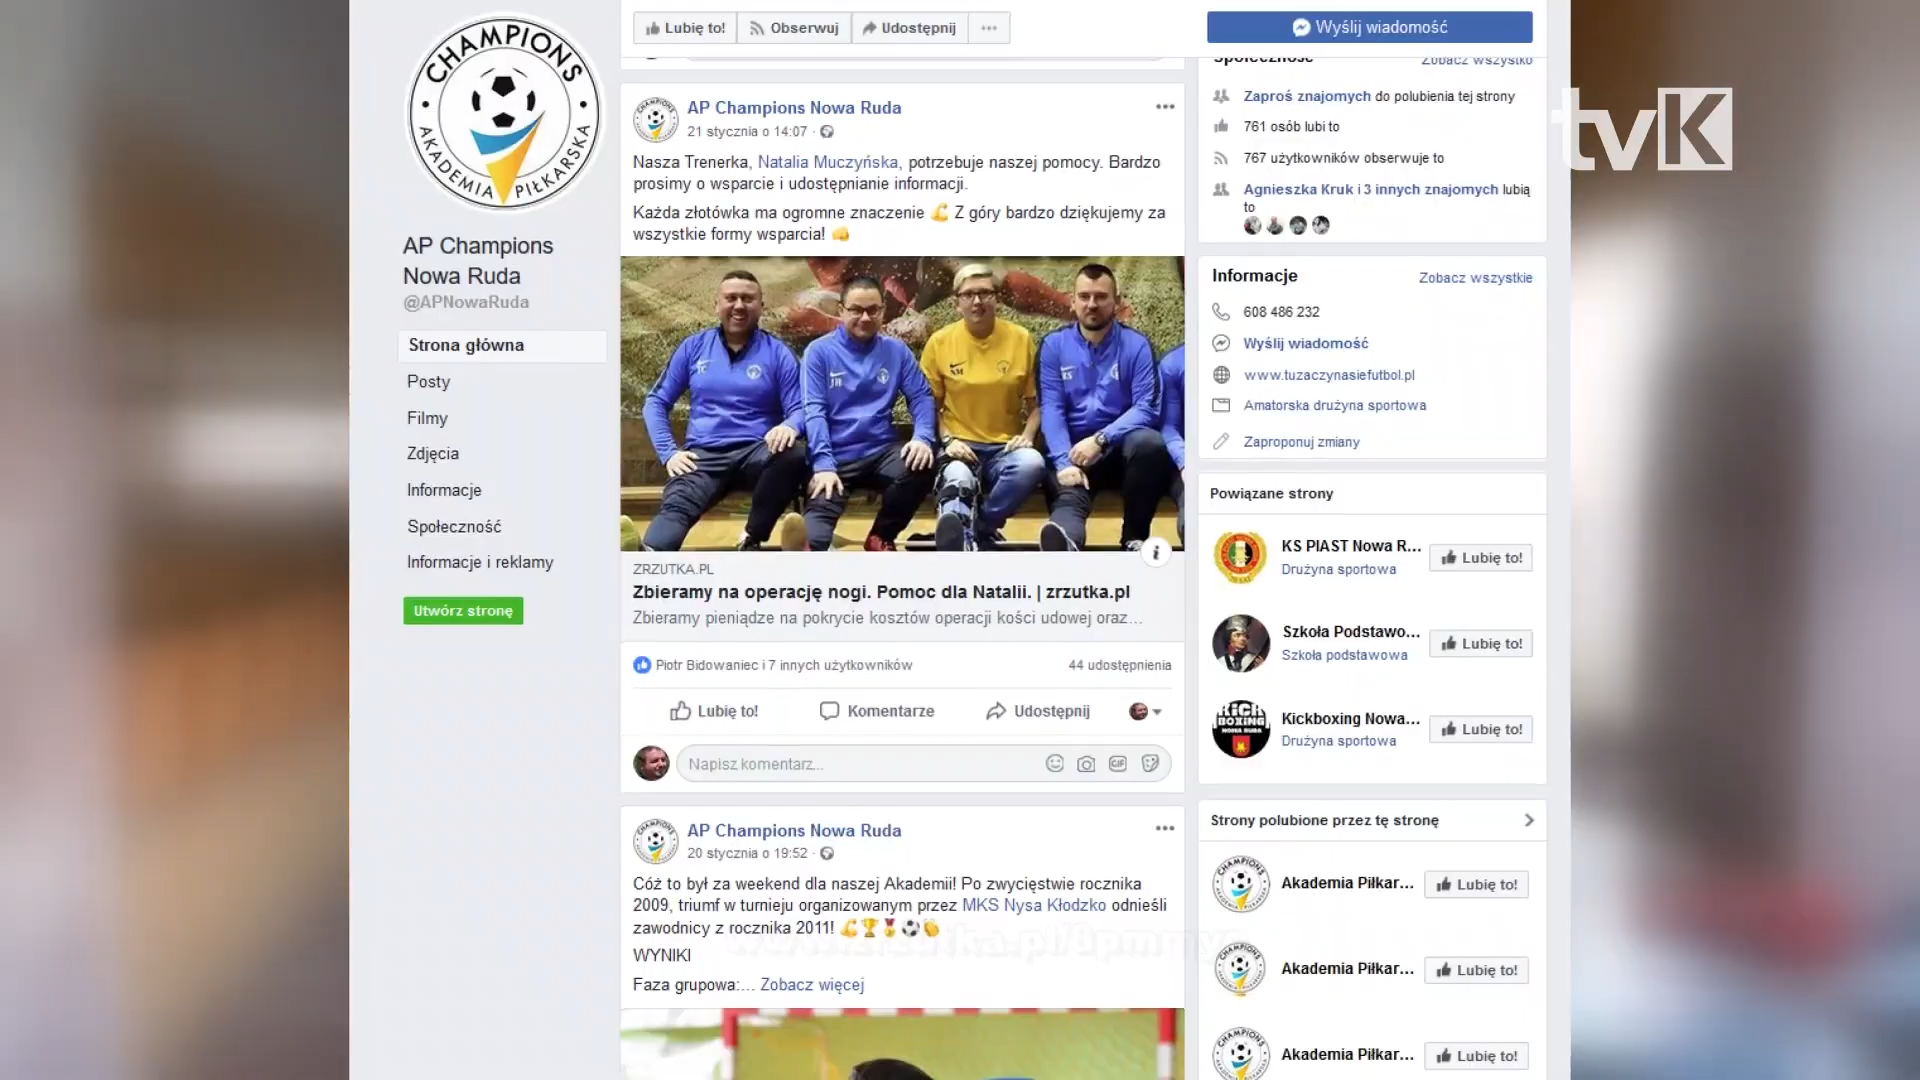 CHAMPIONS
AKADEMIA PIŁKARSKA
AP Champions
Nowa Ruda
@APNowaRuda
Strona główna
Posty
Filmy
Zdjęcia
Informacje
Społeczność
Informacje i reklamy
Utwórz stronę
Lubię to!
Obserwuj
Udostępnij
Wyślij wiadomość
AP Champions Nowa Ruda
21 stycznia o 14:07
Nasza Trenerka, Natalia Muczyńska, potrzebuje naszej pomocy. Bardzo
prosimy o wsparcie i udostępnianie informacji.
Każda złotówka ma ogromne znaczenie 💪 Z góry bardzo dziękujemy za
wszystkie formy wsparcia! 👊
ZRZUTKA.PL
Zbieramy na operację nogi. Pomoc dla Natalii. | zrzutka.pl
Zbieramy pieniądze na pokrycie kosztów operacji kości udowej oraz...
Piotr Bidowaniec i 7 innych użytkowników
44 udostępnienia
Lubię to!
Komentarze
Udostępnij
Napisz komentarz...
GIF
AP Champions Nowa Ruda
20 stycznia o 19:52
Cóż to był za weekend dla naszej Akademii! Po zwycięstwie rocznika
2009, triumf w turnieju organizowanym przez MKS Nysa Kłodzko odnieśli
zawodnicy z rocznika 2011! 💪🏆🏅⚽👏
WYNIKI
Faza grupowa:... Zobacz więcej
Społeczność
Zobacz wszystko
Zaproś znajomych do polubienia tej strony
761 osób lubi to
767 użytkowników obserwuje to
Agnieszka Kruk i 3 innych znajomych lubią
to
Informacje
Zobacz wszystkie
608 486 232
Wyślij wiadomość
www.tuzaczynasiefutbol.pl
Amatorska drużyna sportowa
Zaproponuj zmiany
Powiązane strony
KS PIAST Nowa R...
Drużyna sportowa
Lubię to!
Szkoła Podstawo...
Szkoła podstawowa
Lubię to!
KICK
BOXING
NOWA RUDA
Kickboxing Nowa...
Drużyna sportowa
Lubię to!
Strony polubione przez tę stronę
Akademia Piłkar...
Lubię to!
Akademia Piłkar...
Lubię to!
Akademia Piłkar...
Lubię to!
tvK